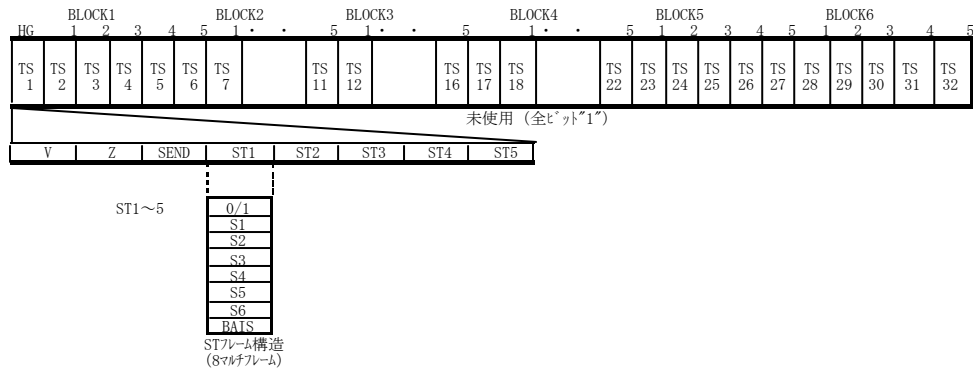 BLOCK1 BLOCK2 BLOCK3 BLOCK4 BLOCK5 BLOCK6
HG 1 2 3 4 5 1 ・ ・ 5 1 ・ ・ 5 1 ・ ・ 5 1 2 3 4 5 1 2 3 4 5
TS 1 TS 2 TS 3 TS 4 TS 5 TS 6 TS 7 TS 11 TS 12 TS 16 TS 17 TS 18 TS 22 TS 23 TS 24 TS 25 TS 26 TS 27 TS 28 TS 29 TS 30 TS 31 TS 32
未使用 (全ﾋﾞｯﾄ"1")
V Z SEND ST1 ST2 ST3 ST4 ST5
ST1～5
0/1
S1
S2
S3
S4
S5
S6
BAIS
STﾌﾚｰﾑ構造
(8ﾏﾙﾁﾌﾚｰﾑ)